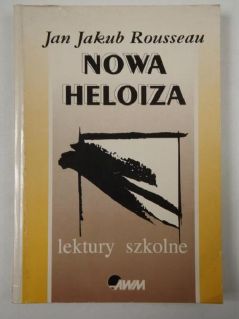 Jan Jakub Rousseau
NOWA
HELOIZA
lektury szkolne
AWM